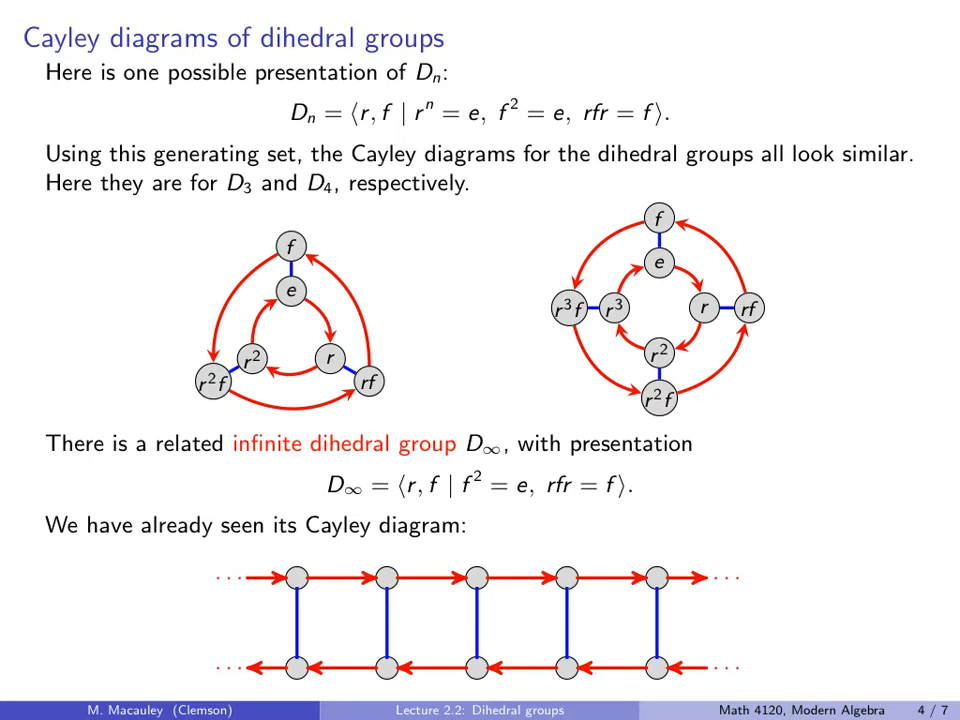 Cayley diagrams of dihedral groups
Here is one possible presentation of Dₙ:
Dₙ = ⟨r, f | rⁿ = e, f² = e, rfr = f⟩.
Using this generating set, the Cayley diagrams for the dihedral groups all look similar.
Here they are for D₃ and D₄, respectively.
f
e
r²
r
r²f
rf
f
e
r³f
r³
r
rf
r²
r²f
There is a related infinite dihedral group D∞, with presentation
D∞ = ⟨r, f | f² = e, rfr = f⟩.
We have already seen its Cayley diagram:
··· ···
··· ···
M. Macauley (Clemson) Lecture 2.2: Dihedral groups Math 4120, Modern Algebra 4 / 7